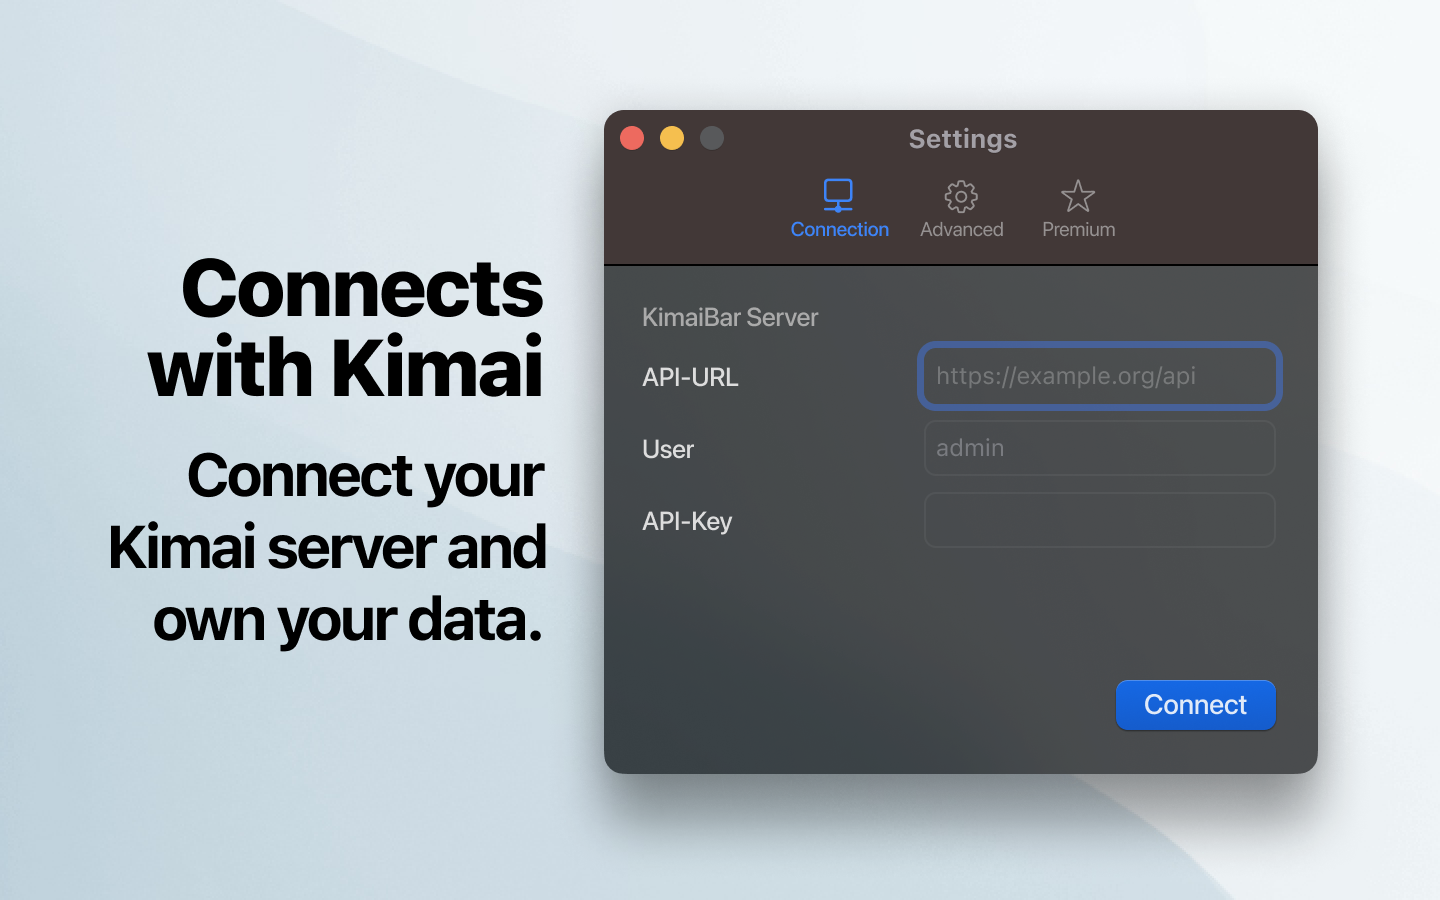 Connects
with Kimai
Connect your
Kimai server and
own your data.
Settings
Connection
Advanced
Premium
KimaiBar Server
API-URL
https://example.org/api
User
admin
API-Key
Connect